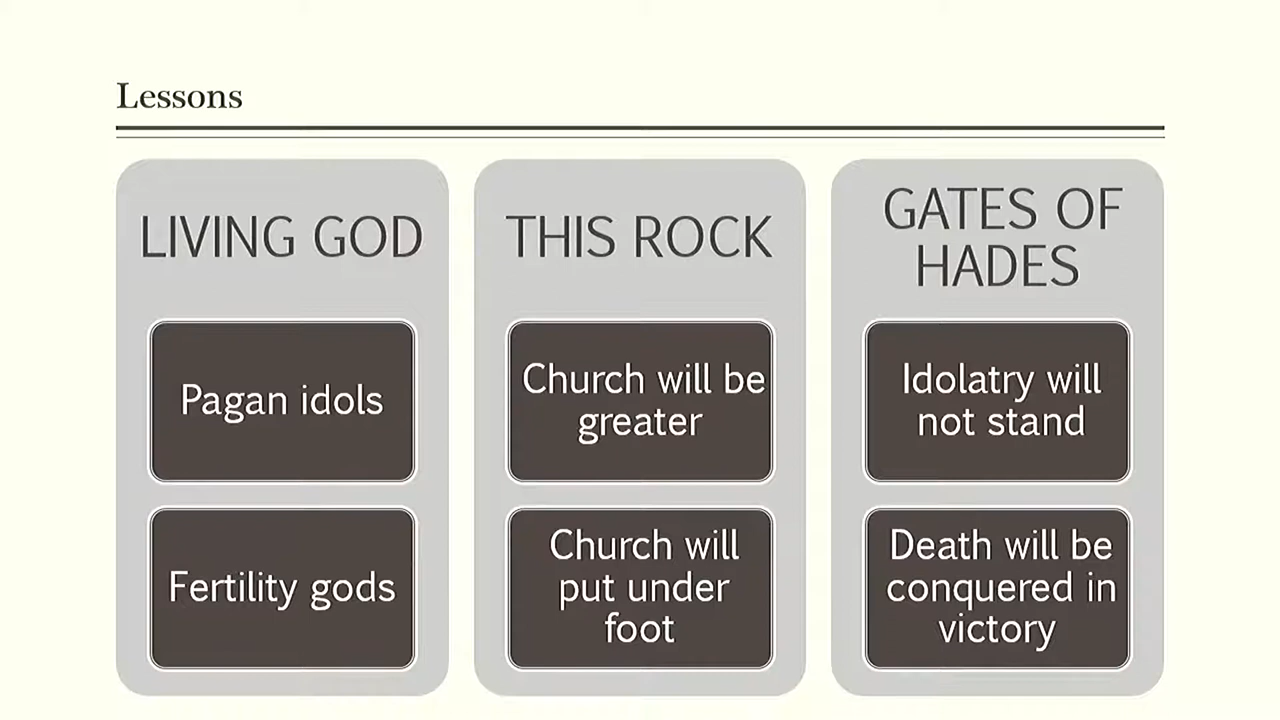 Lessons
LIVING GOD
Pagan idols
Fertility gods
THIS ROCK
Church will be
greater
Church will
put under
foot
GATES OF
HADES
Idolatry will
not stand
Death will be
conquered in
victory